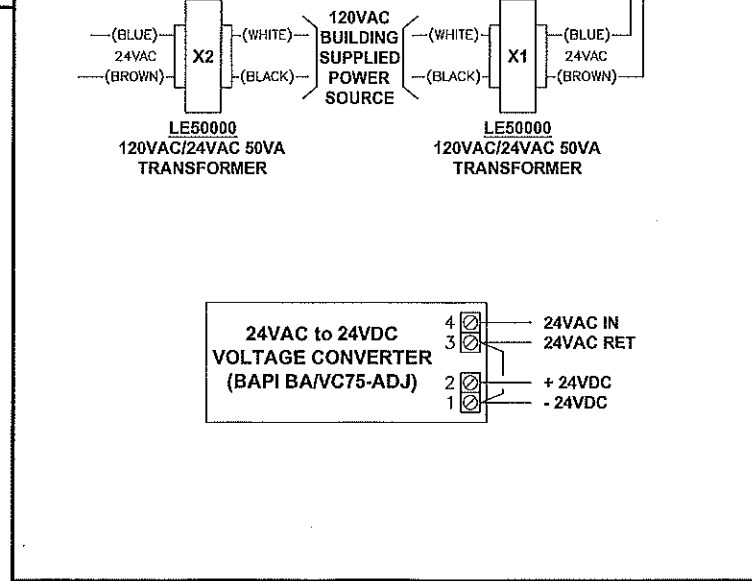 120VAC
BUILDING
SUPPLIED
POWER
SOURCE
(BLUE)
24VAC
(BROWN)
X2
(WHITE)
(BLACK)
(WHITE)
(BLACK)
X1
(BLUE)
24VAC
(BROWN)
LE50000
120VAC/24VAC 50VA
TRANSFORMER
LE50000
120VAC/24VAC 50VA
TRANSFORMER
24VAC to 24VDC
VOLTAGE CONVERTER
(BAPI BA/VC75-ADJ)
4 24VAC IN
3 24VAC RET
2 + 24VDC
1 - 24VDC